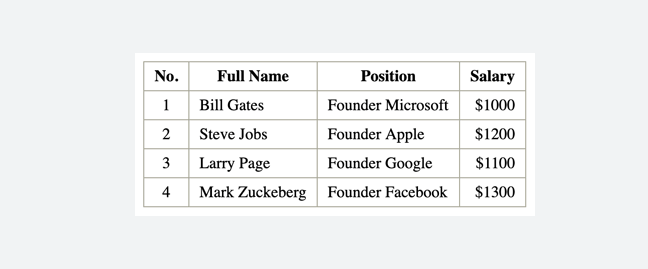 No. Full Name Position Salary
1 Bill Gates Founder Microsoft $1000
2 Steve Jobs Founder Apple $1200
3 Larry Page Founder Google $1100
4 Mark Zuckeberg Founder Facebook $1300